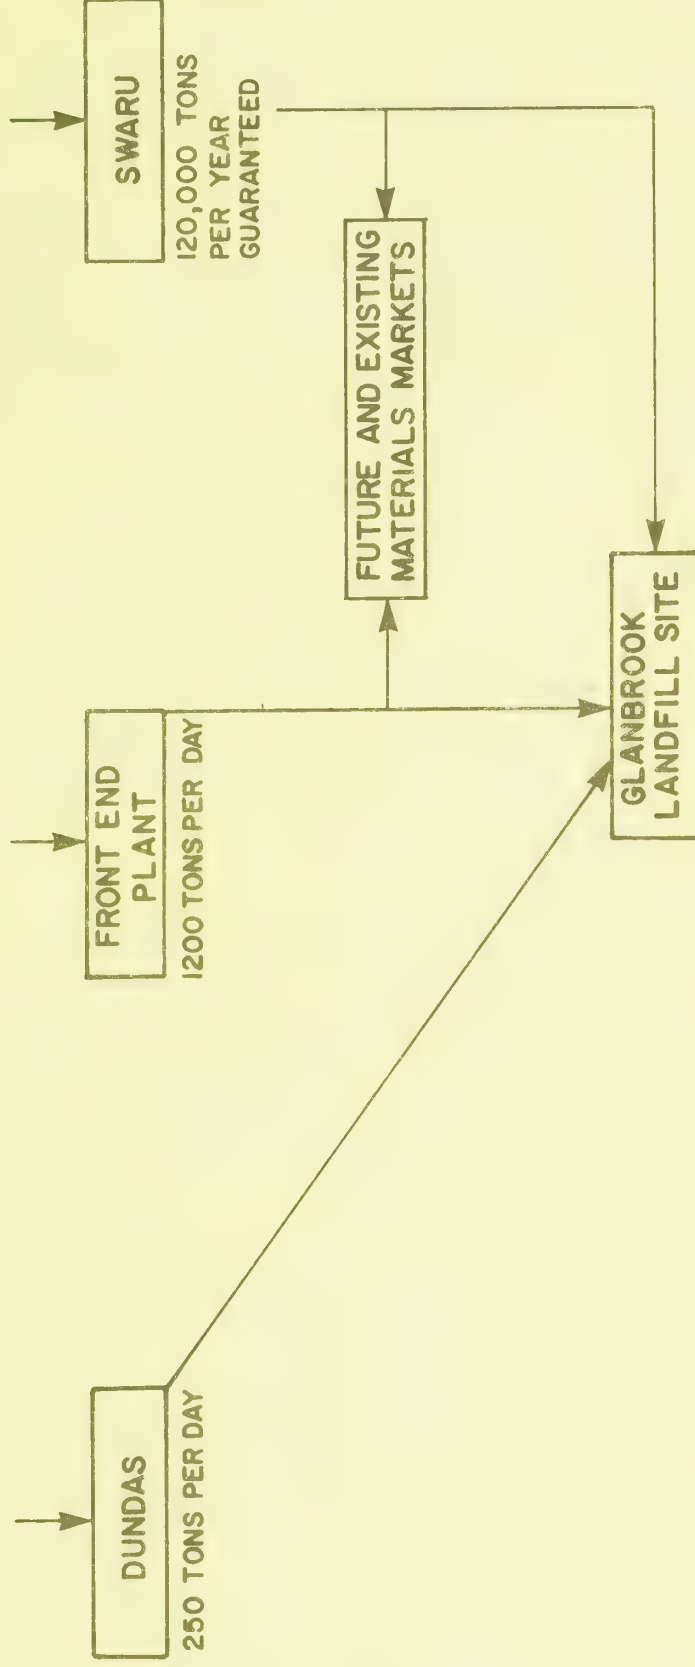 DUNDAS
250 TONS PER DAY
FRONT END
PLANT
1200 TONS PER DAY
SWARU
120,000 TONS
PER YEAR
GUARANTEED
FUTURE AND EXISTING
MATERIALS MARKETS
GLANBROOK
LANDFILL SITE